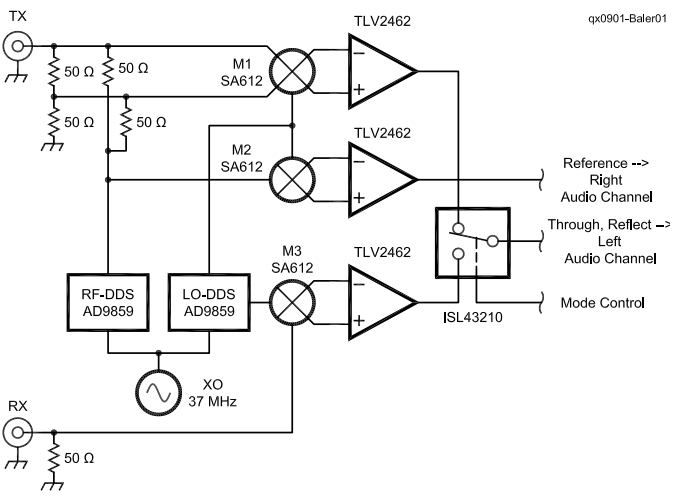 TX
TLV2462
qx0901-Baler01
50 Ω
50 Ω
M1
SA612
50 Ω
50 Ω
TLV2462
M2
SA612
Reference -->
Right
Audio Channel
Through, Reflect -->
Left
Audio Channel
M3
SA612
TLV2462
RF-DDS
AD9859
LO-DDS
AD9859
Mode Control
ISL43210
XO
37 MHz
RX
50 Ω